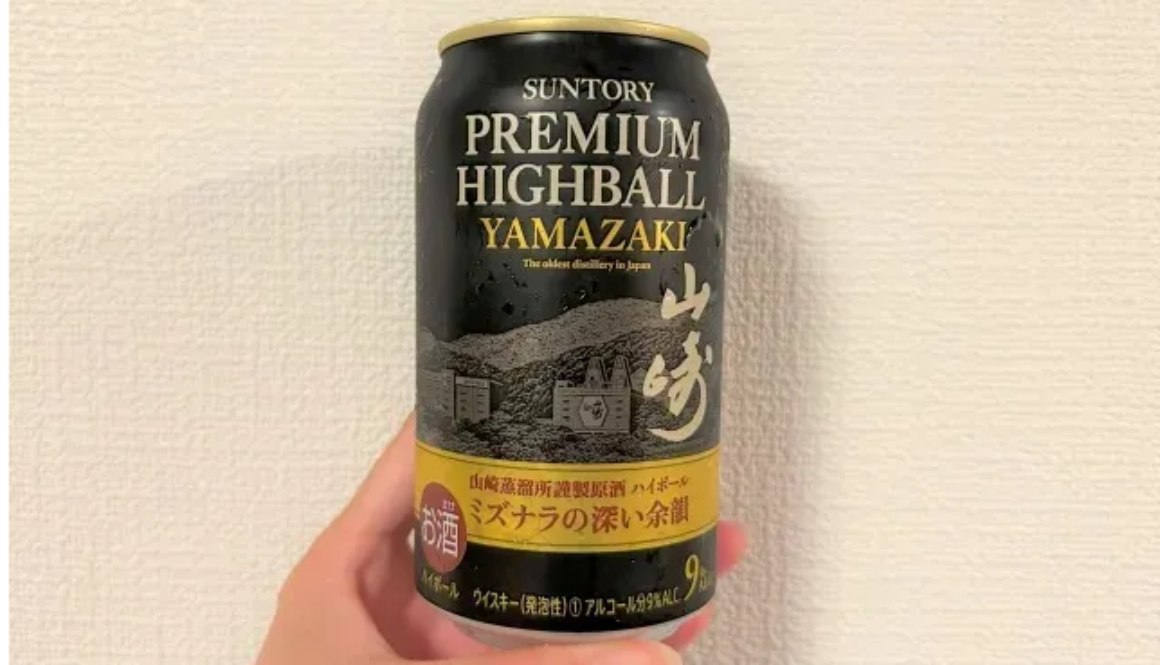 SUNTORY
PREMIUM
HIGHBALL
YAMAZAKI
The oldest distillery in Japan
山崎
山崎蒸溜所謹製原酒 ハイボール
ミズナラの深い余韻
お酒
ハイボール ウイスキー(発泡性)① アルコール分9%ALC.
9%